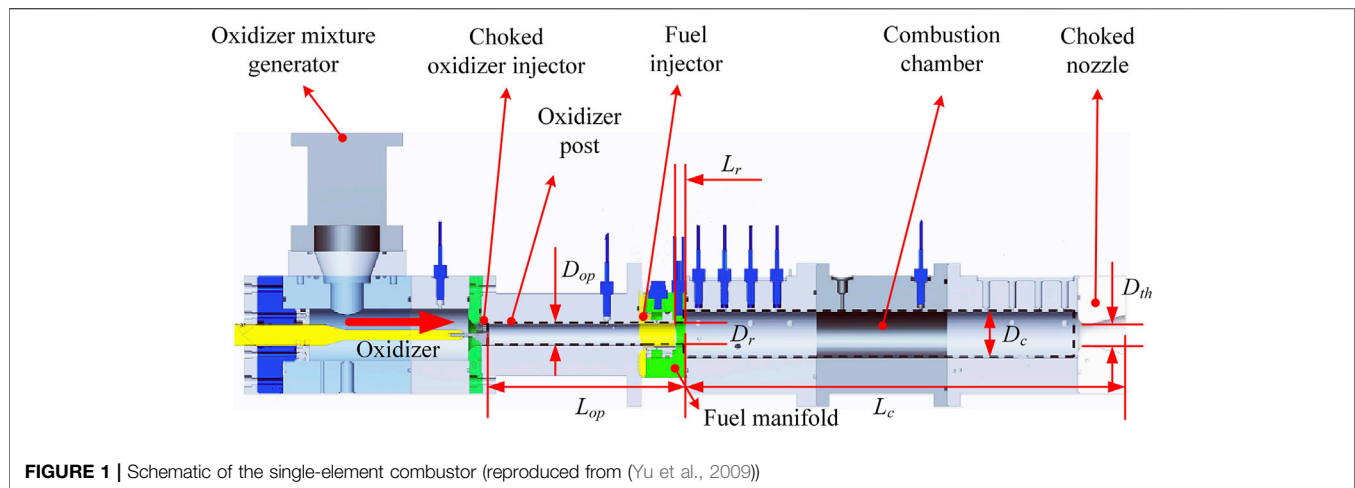 Oxidizer mixture
generator
Choked
oxidizer injector
Fuel
injector
Combustion
chamber
Choked
nozzle
Oxidizer
post
L_r
D_op
D_th
Oxidizer
D_r
D_c
L_op
Fuel manifold
L_c
FIGURE 1 | Schematic of the single-element combustor (reproduced from (Yu et al., 2009))